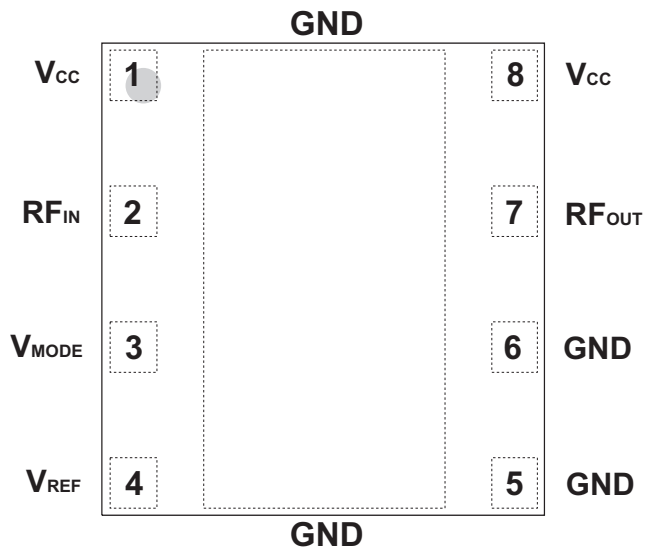 GND
VCC 1 8 VCC
RFIN 2 7 RFOUT
VMODE 3 6 GND
VREF 4 5 GND
GND